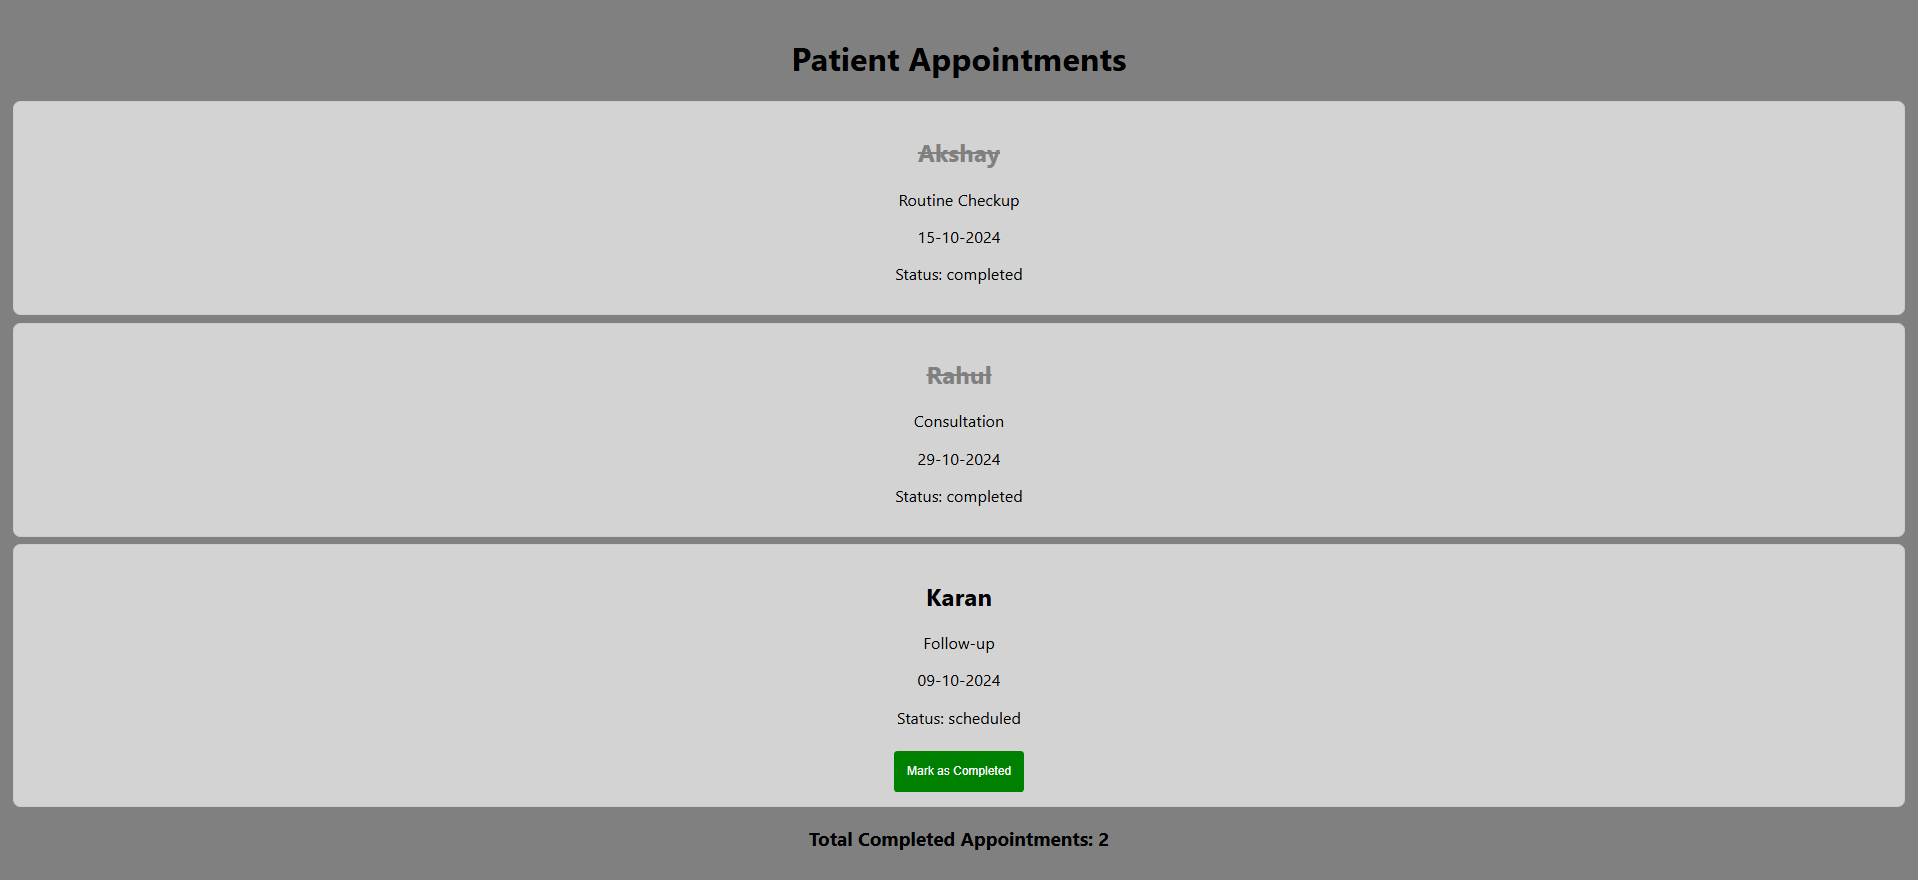 Patient Appointments
Akshay
Routine Checkup
15-10-2024
Status: completed
Rahul
Consultation
29-10-2024
Status: completed
Karan
Follow-up
09-10-2024
Status: scheduled
Mark as Completed
Total Completed Appointments: 2